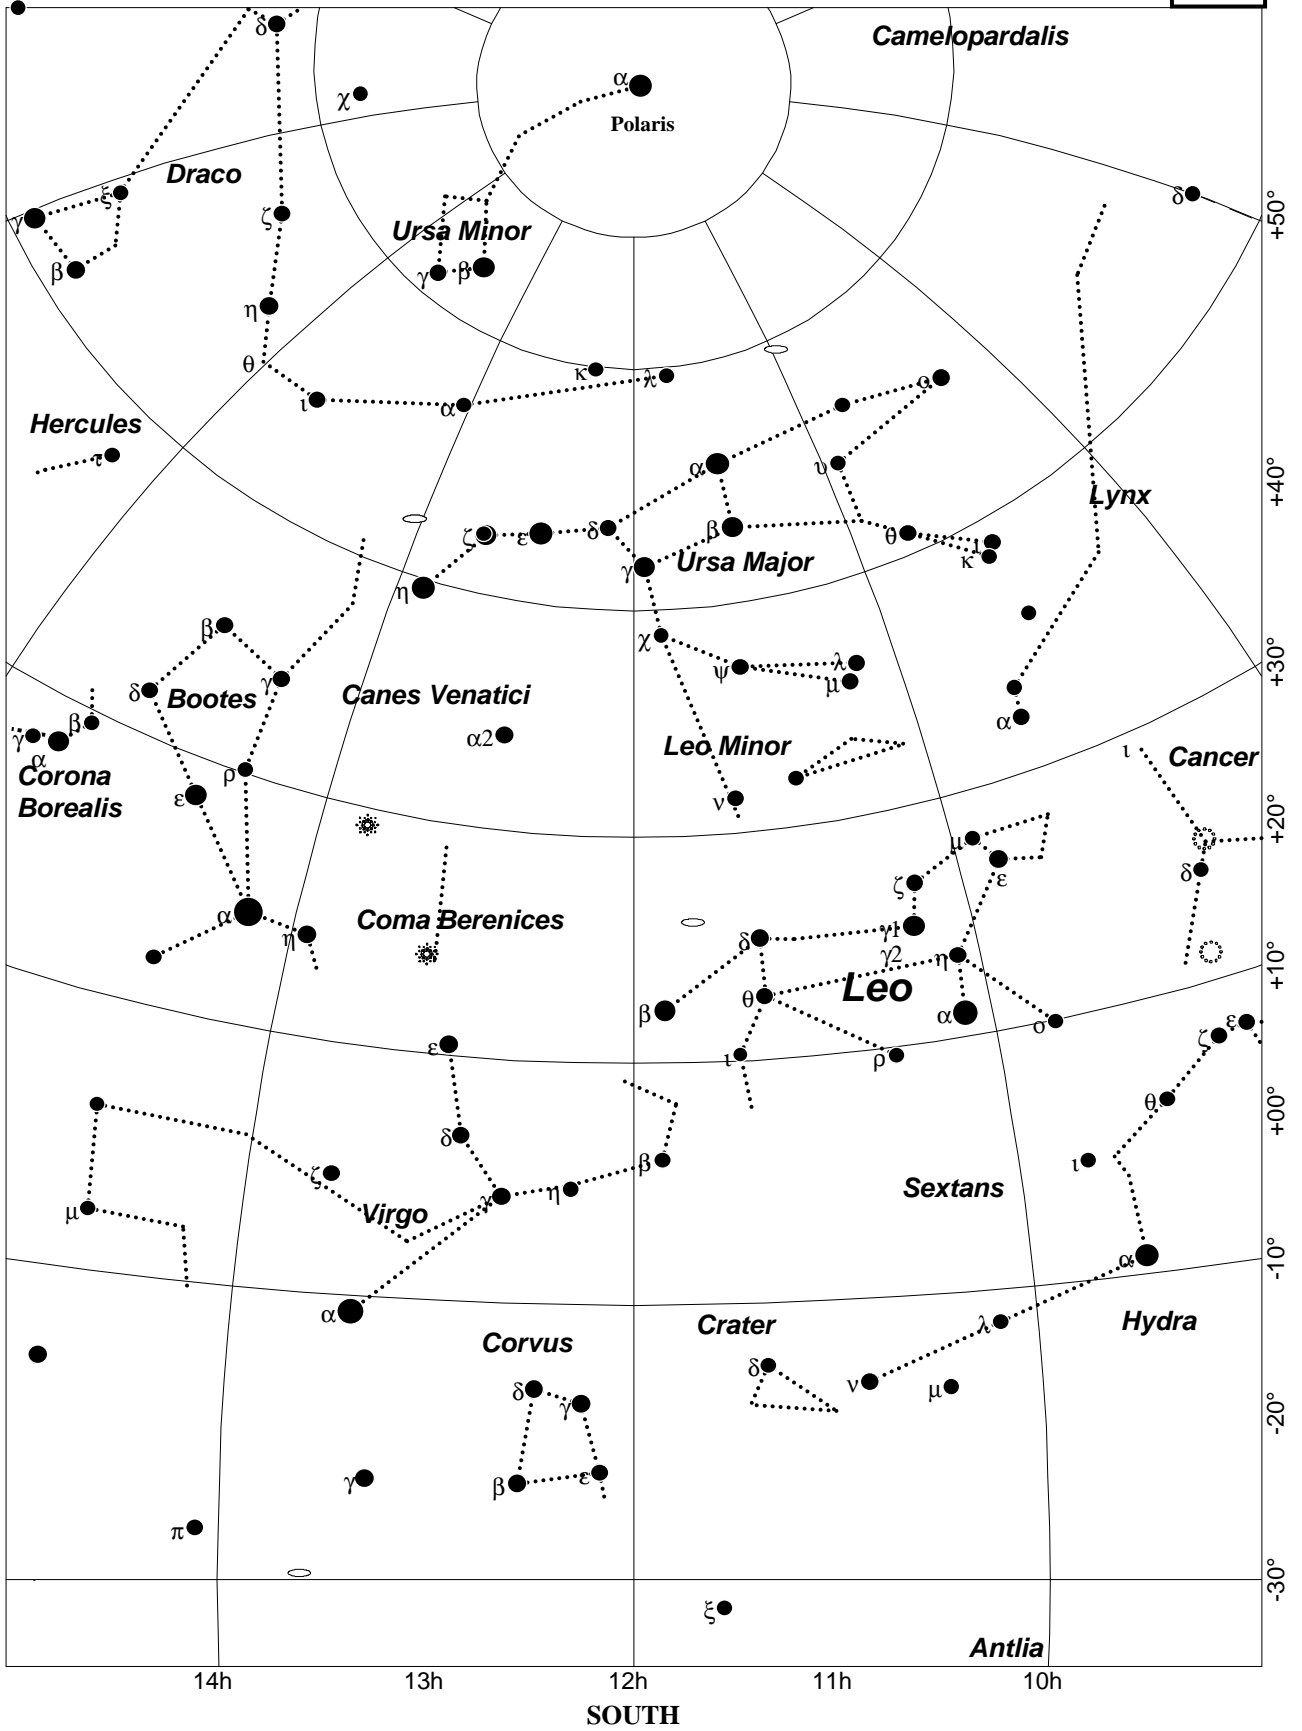 δ
Camelopardalis
α
χ
Polaris
Draco
ξ
δ
γ
ζ
Ursa Minor
+50°
β
γ
β
η
θ
κ
λ
ι
α
ο
Hercules
τ
α
υ
+40°
Lynx
ζ
ε
δ
β
θ
ι
κ
γ
Ursa Major
η
β
χ
+30°
ψ
λ
μ
δ
Bootes
γ
Canes Venatici
γ
β
α
α2
Leo Minor
α
ι
Cancer
Corona
Borealis
ρ
ε
ν
+20°
μ
ε
δ
ζ
α
Coma Berenices
η
δ
γ1
γ2
η
+10°
Leo
β
θ
α
σ
ε
ζ
ε
ι
ρ
θ
+00°
δ
ζ
β
ι
μ
Virgo
γ
η
Sextans
α
-10°
α
Corvus
Crater
λ
Hydra
δ
γ
δ
ν
μ
-20°
γ
β
ε
π
-30°
ξ
Antlia
14h 13h 12h 11h 10h
SOUTH